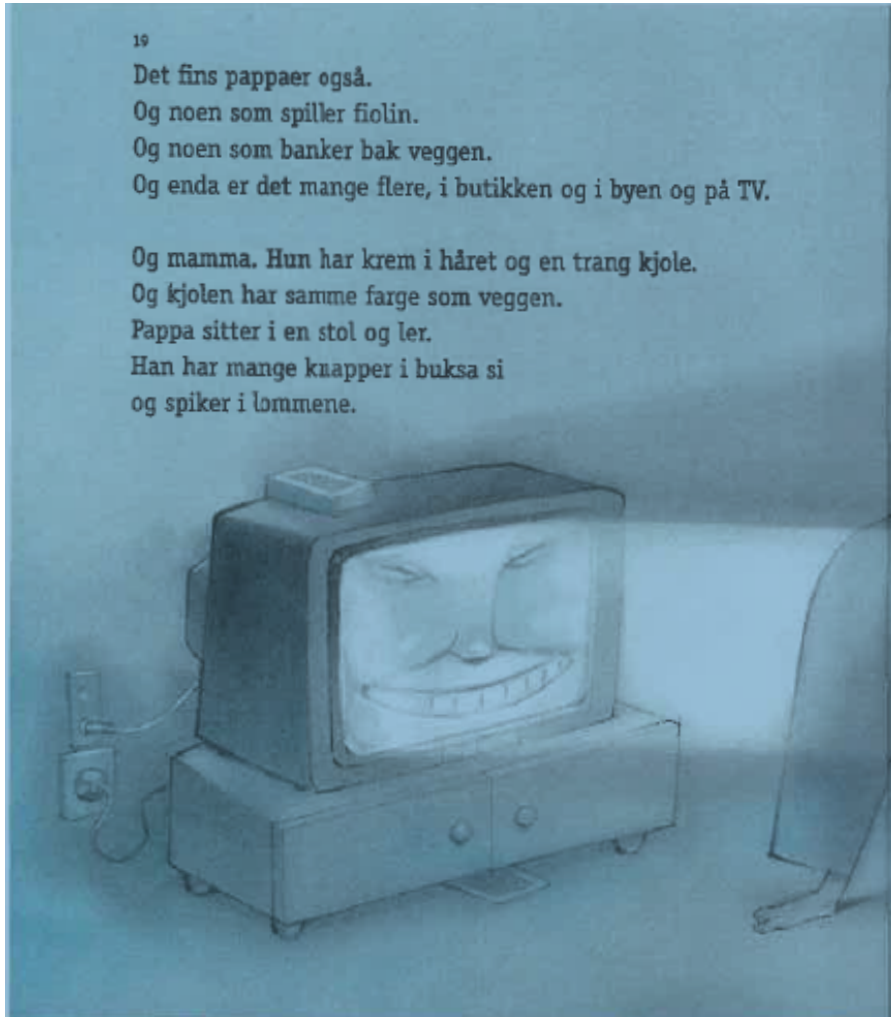 19
Det fins pappaer også.
Og noen som spiller fiolin.
Og noen som banker bak veggen.
Og enda er det mange flere, i butikken og i byen og på TV.
Og mamma. Hun har krem i håret og en trang kjole.
Og kjolen har samme farge som veggen.
Pappa sitter i en stol og ler.
Han har mange knapper i buksa si
og spiker i lommene.